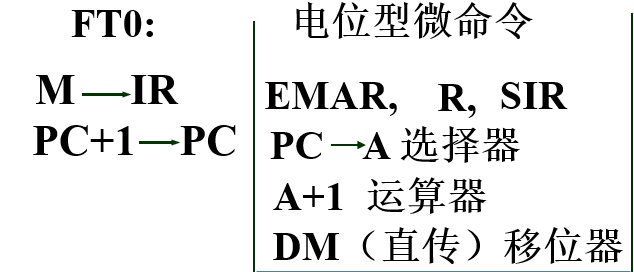 FT0:
电位型微命令
M→IR
EMAR, R, SIR
PC+1→PC
PC→A 选择器
A+1 运算器
DM（直传）移位器